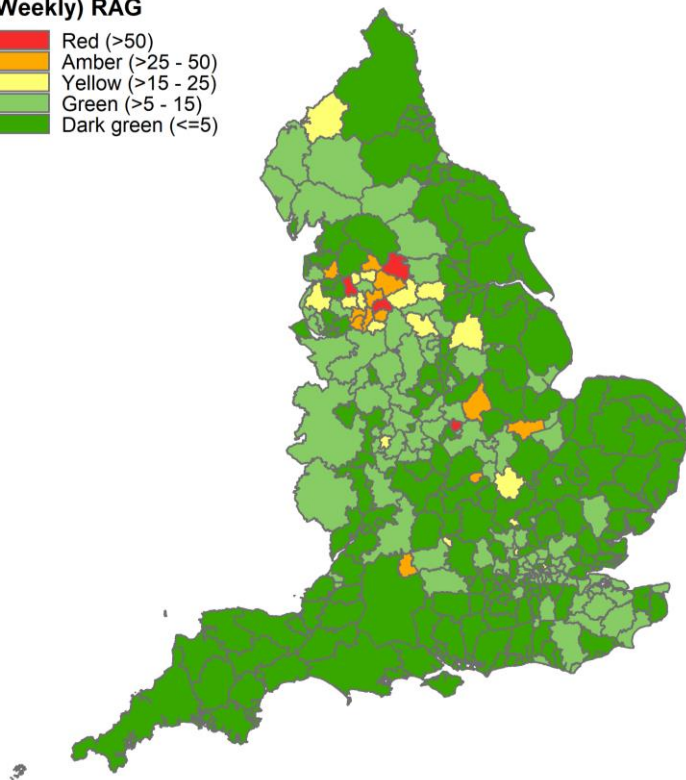 Weekly) RAG
Red (>50)
Amber (>25 - 50)
Yellow (>15 - 25)
Green (>5 - 15)
Dark green (<=5)